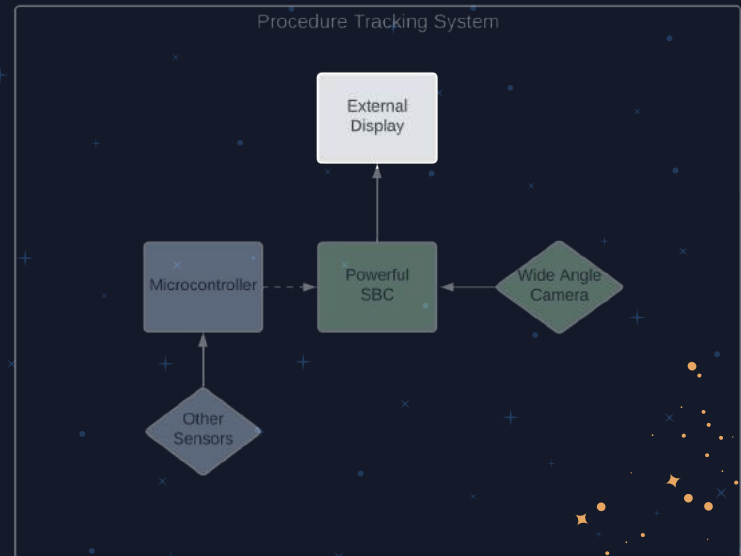 Procedure Tracking System
External
Display
Microcontroller
Powerful
SBC
Wide Angle
Camera
Other
Sensors